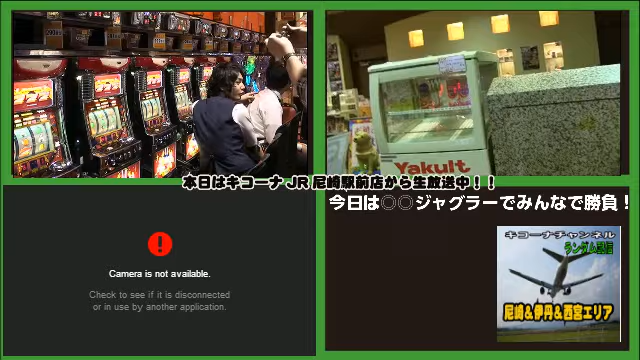 Yakult
本日はキコーナJR尼崎駅前店から生放送中！！
今日は○○ジャグラーでみんなで勝負！
Camera is not available.
Check to see if it is disconnected
or in use by another application.
キコーナチャンネル
ランダム配信
尼崎&伊丹&西宮エリア